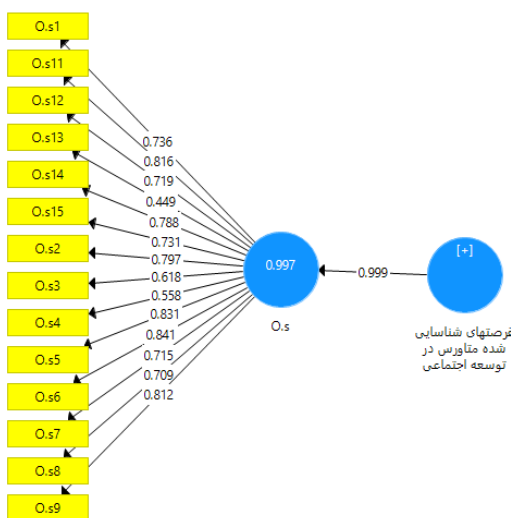 O.s1
O.s11
O.s12
O.s13
O.s14
O.s15
O.s2
O.s3
O.s4
O.s5
O.s6
O.s7
O.s8
O.s9
0.736
0.816
0.719
0.449
0.788
0.731
0.797
0.618
0.558
0.831
0.841
0.715
0.709
0.812
0.997
O.s
0.999
[+]
فرصتهای شناسایی
شده متاورس در
توسعه اجتماعی